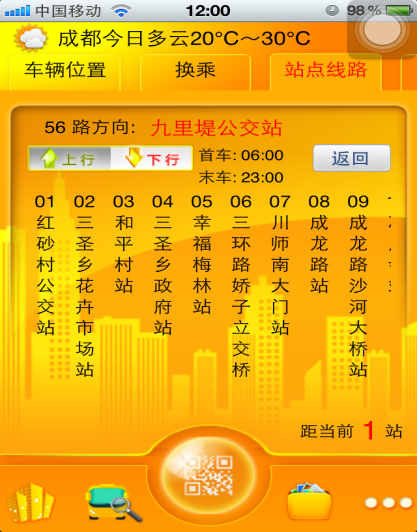 中国移动 12:00 98%
成都今日多云20°C～30°C
车辆位置 换乘 站点线路
56 路方向: 九里堤公交站
上行 下行 首车: 06:00 返回
末车: 23:00
01 红砂村公交站
02 三圣乡花卉市场站
03 和平村站
04 三圣乡政府站
05 幸福梅林站
06 三环路娇子立交桥
07 川师南大门站
08 成龙路站
09 成龙路沙河大桥站
距当前 1 站